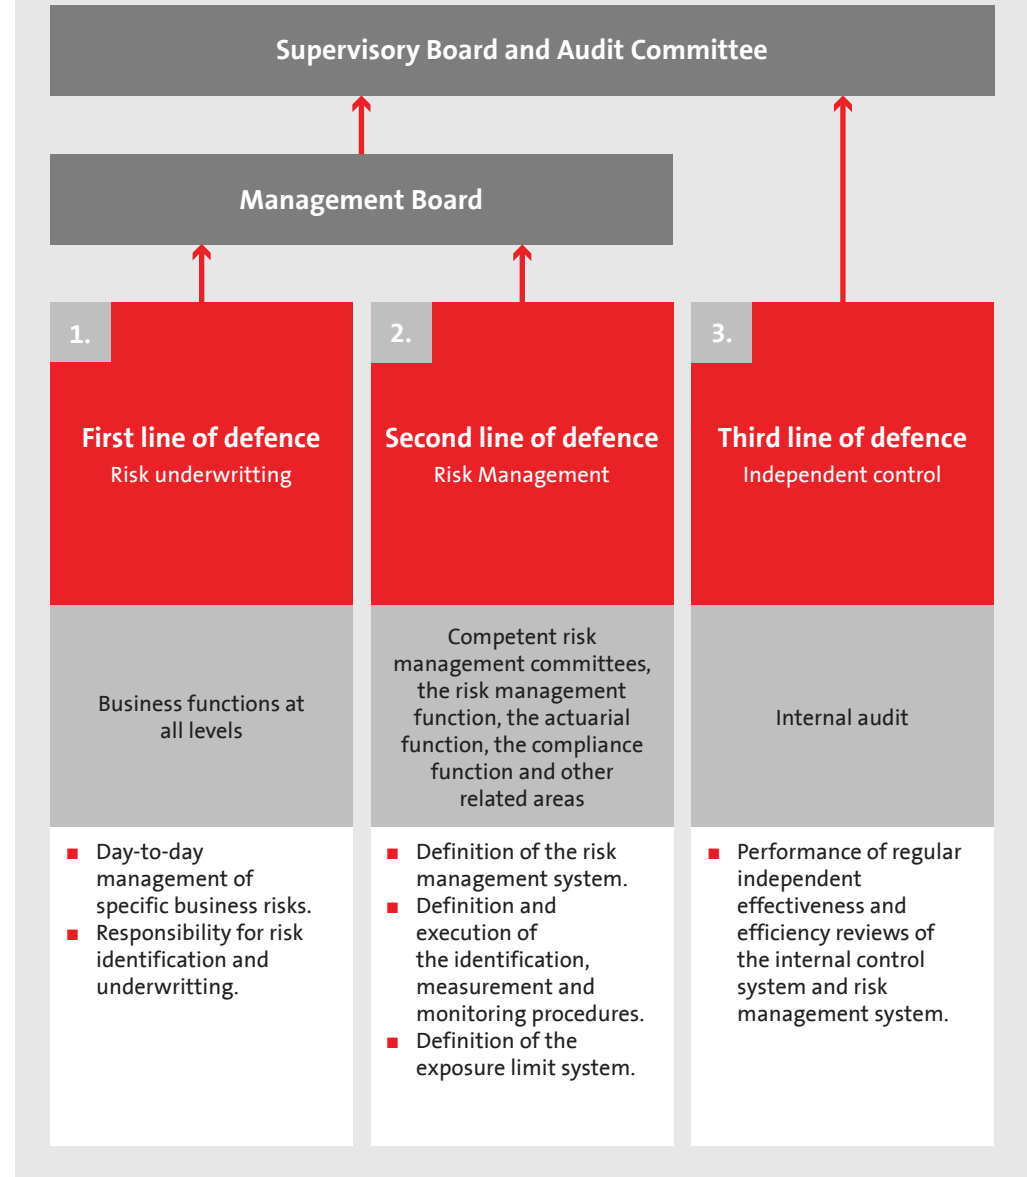 Supervisory Board and Audit Committee
Management Board
1.
First line of defence
Risk underwritting
Business functions at
all levels
■ Day-to-day
management of
specific business risks.
■ Responsibility for risk
identification and
underwritting.
2.
Second line of defence
Risk Management
Competent risk
management committees,
the risk management
function, the actuarial
function, the compliance
function and other
related areas
■ Definition of the risk
management system.
■ Definition and
execution of
the identification,
measurement and
monitoring procedures.
■ Definition of the
exposure limit system.
3.
Third line of defence
Independent control
Internal audit
■ Performance of regular
independent
effectiveness and
efficiency reviews of
the internal control
system and risk
management system.